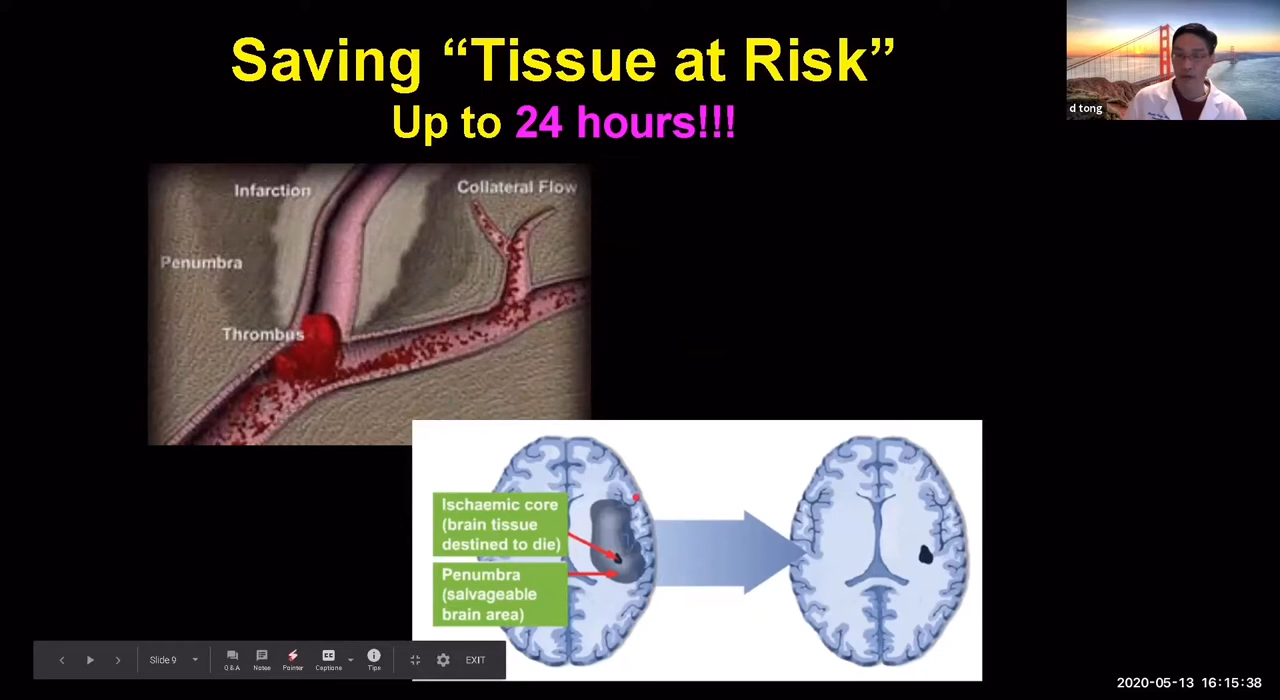 Saving “Tissue at Risk”
Up to 24 hours!!!
d tong
Infarction
Collateral Flow
Penumbra
Thrombus
Ischaemic core
(brain tissue
destined to die)
Penumbra
(salvageable
brain area)
Slide 9
Q & A
Notes
Pointer
Captions
Tips
EXIT
2020-05-13 16:15:38